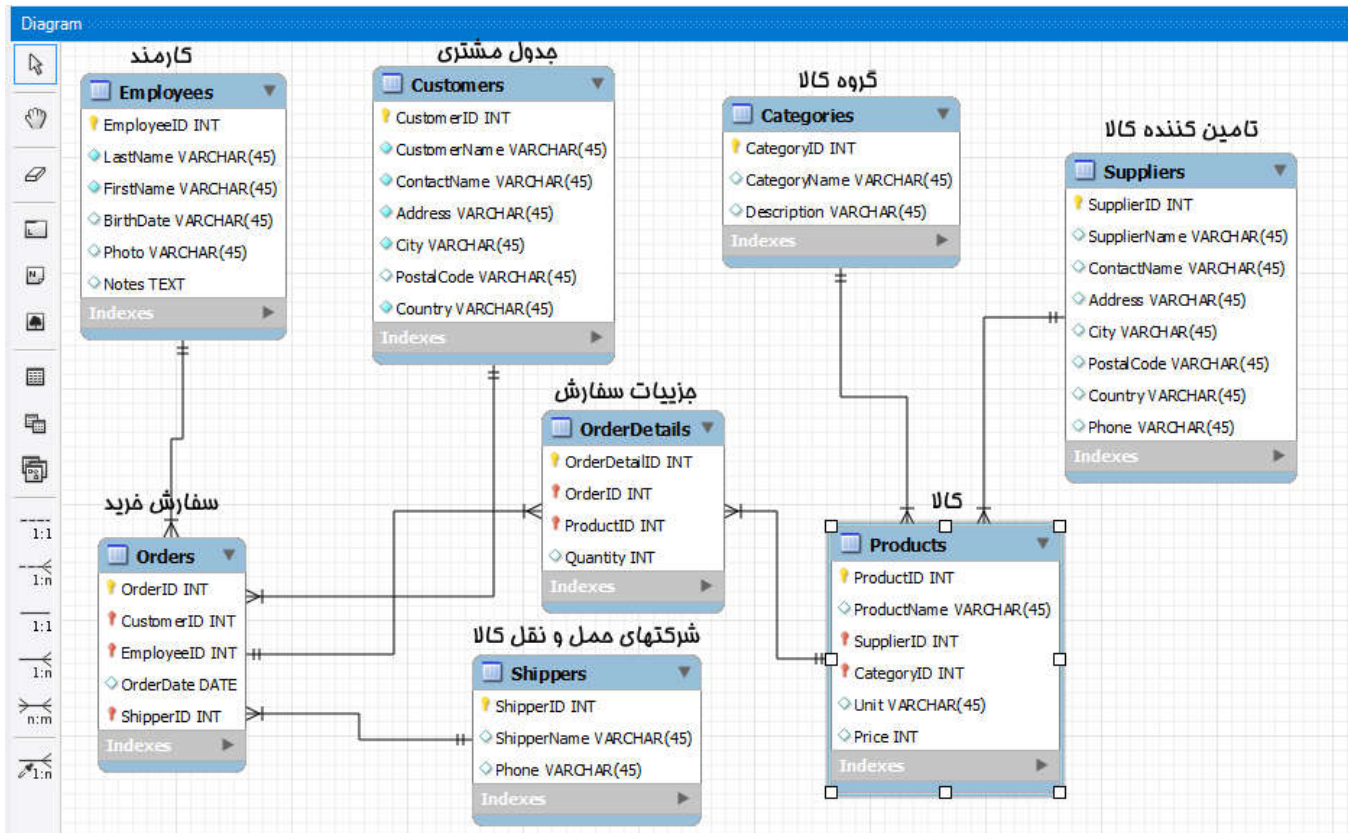 Diagram
کارمند
Employees
EmployeeID INT
LastName VARCHAR(45)
FirstName VARCHAR(45)
BirthDate VARCHAR(45)
Photo VARCHAR(45)
Notes TEXT
Indexes
جدول مشتری
Customers
CustomerID INT
CustomerName VARCHAR(45)
ContactName VARCHAR(45)
Address VARCHAR(45)
City VARCHAR(45)
PostalCode VARCHAR(45)
Country VARCHAR(45)
Indexes
گروه کالا
Categories
CategoryID INT
CategoryName VARCHAR(45)
Description VARCHAR(45)
Indexes
تامین کننده کالا
Suppliers
SupplierID INT
SupplierName VARCHAR(45)
ContactName VARCHAR(45)
Address VARCHAR(45)
City VARCHAR(45)
PostalCode VARCHAR(45)
Country VARCHAR(45)
Phone VARCHAR(45)
Indexes
جزییات سفارش
OrderDetails
OrderDetailID INT
OrderID INT
ProductID INT
Quantity INT
Indexes
سفارش خرید
Orders
OrderID INT
CustomerID INT
EmployeeID INT
OrderDate DATE
ShipperID INT
Indexes
شرکتهای حمل و نقل کالا
Shippers
ShipperID INT
ShipperName VARCHAR(45)
Phone VARCHAR(45)
Indexes
کالا
Products
ProductID INT
ProductName VARCHAR(45)
SupplierID INT
CategoryID INT
Unit VARCHAR(45)
Price INT
Indexes
1:1
1:n
1:1
1:n
n:m
1:n